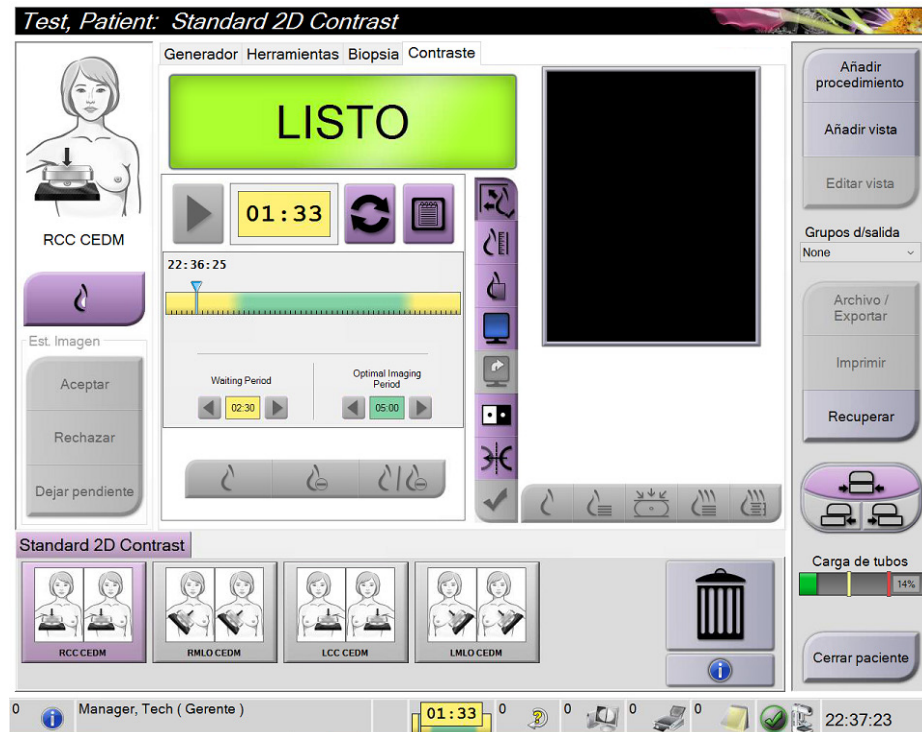 Test, Patient: Standard 2D Contrast
Generador Herramientas Biopsia Contraste
LISTO
RCC CEDM
01:33
22:36:25
Waiting Period
02:30
Optimal Imaging
Period
05:00
Est. Imagen
Aceptar
Rechazar
Dejar pendiente
Añadir
procedimiento
Añadir vista
Editar vista
Grupos d/salida
None
Archivo /
Exportar
Imprimir
Recuperar
Carga de tubos
14%
Cerrar paciente
Standard 2D Contrast
RCC CEDM
RMLO CEDM
LCC CEDM
LMLO CEDM
0
Manager, Tech ( Gerente )
01:33
0
0
0
0
22:37:23